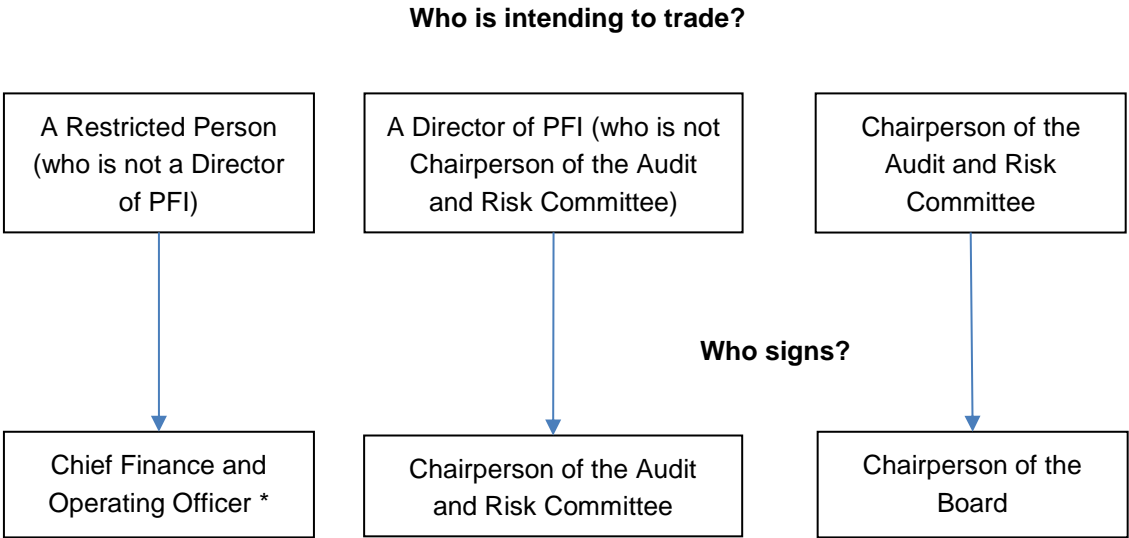 Who is intending to trade?
A Restricted Person
(who is not a Director
of PFI)
A Director of PFI (who is not
Chairperson of the Audit
and Risk Committee)
Chairperson of the
Audit and Risk
Committee
Who signs?
Chief Finance and
Operating Officer *
Chairperson of the Audit
and Risk Committee
Chairperson of the
Board